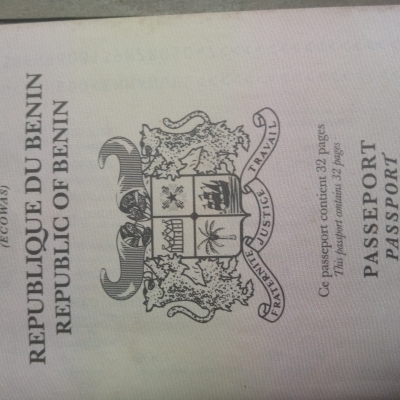 (ECOWAS)
REPUBLIQUE DU BENIN
REPUBLIC OF BENIN
FRATERNITE JUSTICE TRAVAIL
Ce passeport contient 32 pages
This passport contains 32 pages
PASSEPORT
PASSPORT